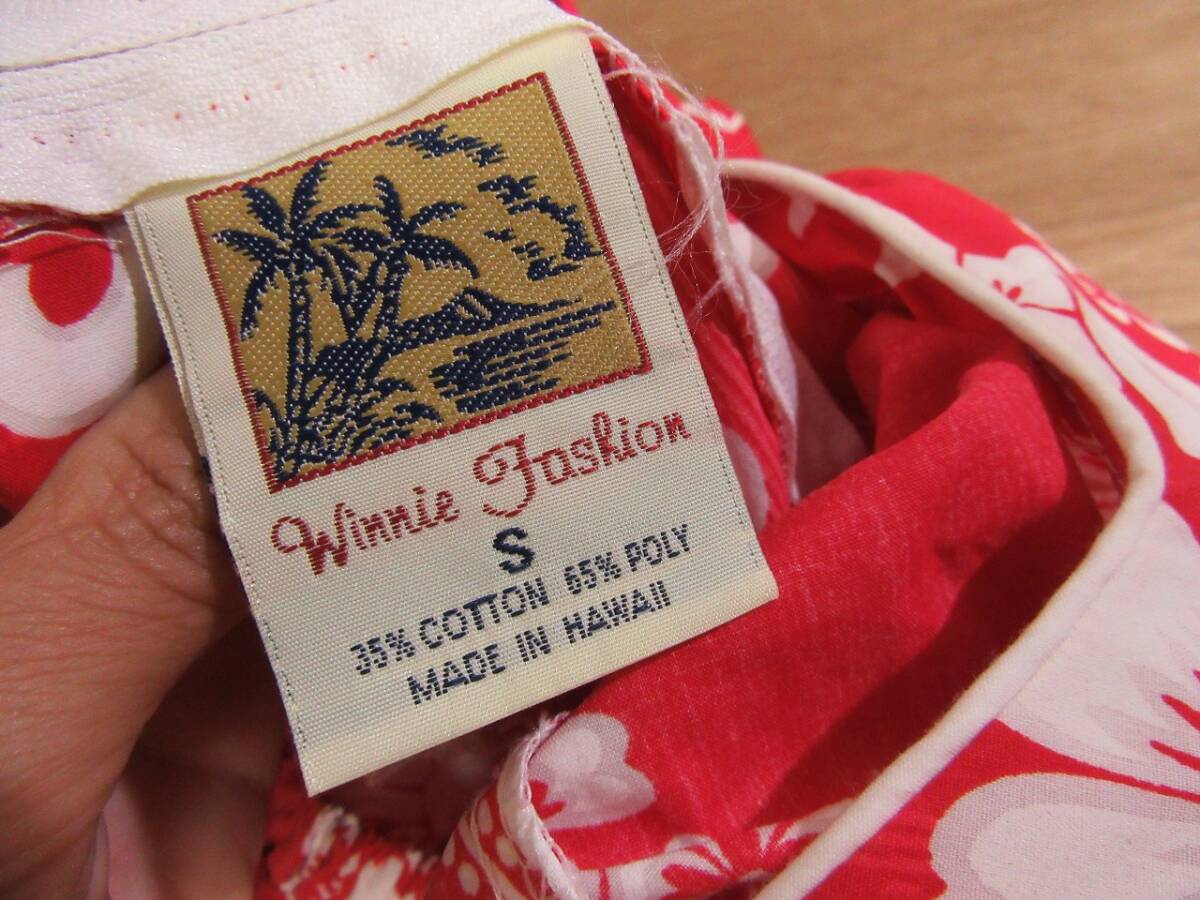 Winnie Fashion
S
35% COTTON 65% POLY
MADE IN HAWAII